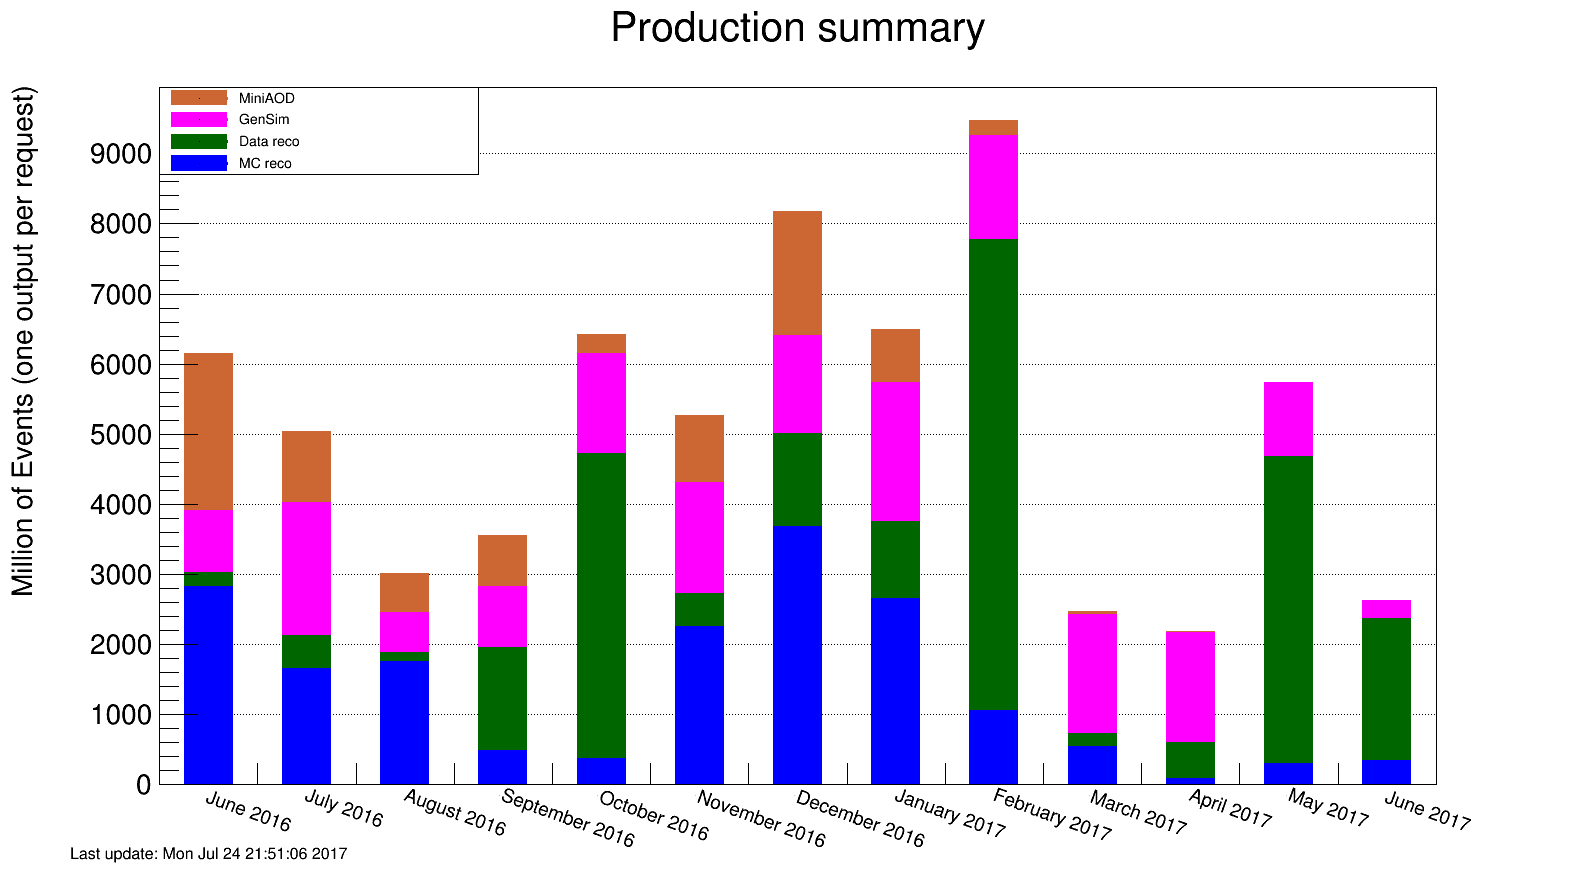 Production summary
Million of Events (one output per request)
MiniAOD
GenSim
Data reco
MC reco
9000
8000
7000
6000
5000
4000
3000
2000
1000
0
June 2016
July 2016
August 2016
September 2016
October 2016
November 2016
December 2016
January 2017
February 2017
March 2017
April 2017
May 2017
June 2017
Last update: Mon Jul 24 21:51:06 2017